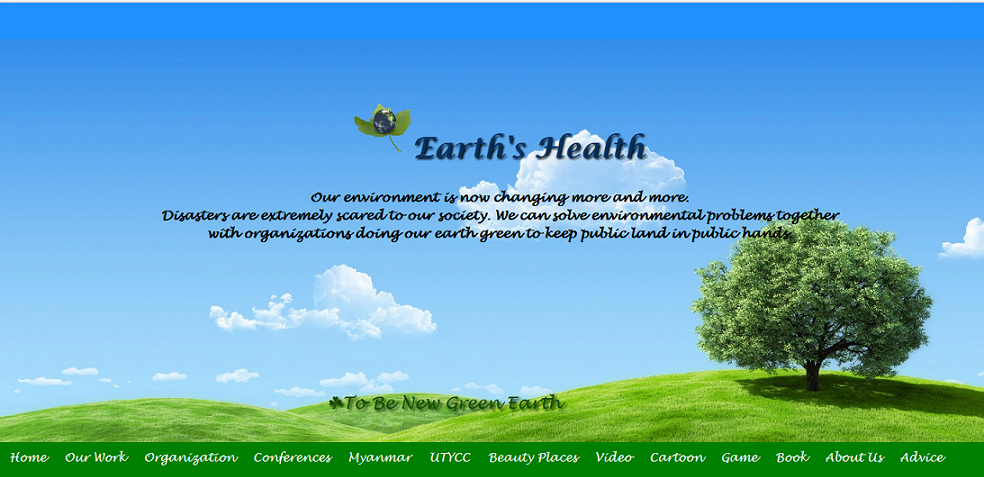 Earth's Health
Our environment is now changing more and more.
Disasters are extremely scared to our society. We can solve environmental problems together
with organizations doing our earth green to keep public land in public hands.
♣To Be New Green Earth
Home Our Work Organization Conferences Myanmar UTYCC Beauty Places Video Cartoon Game Book About Us Advice